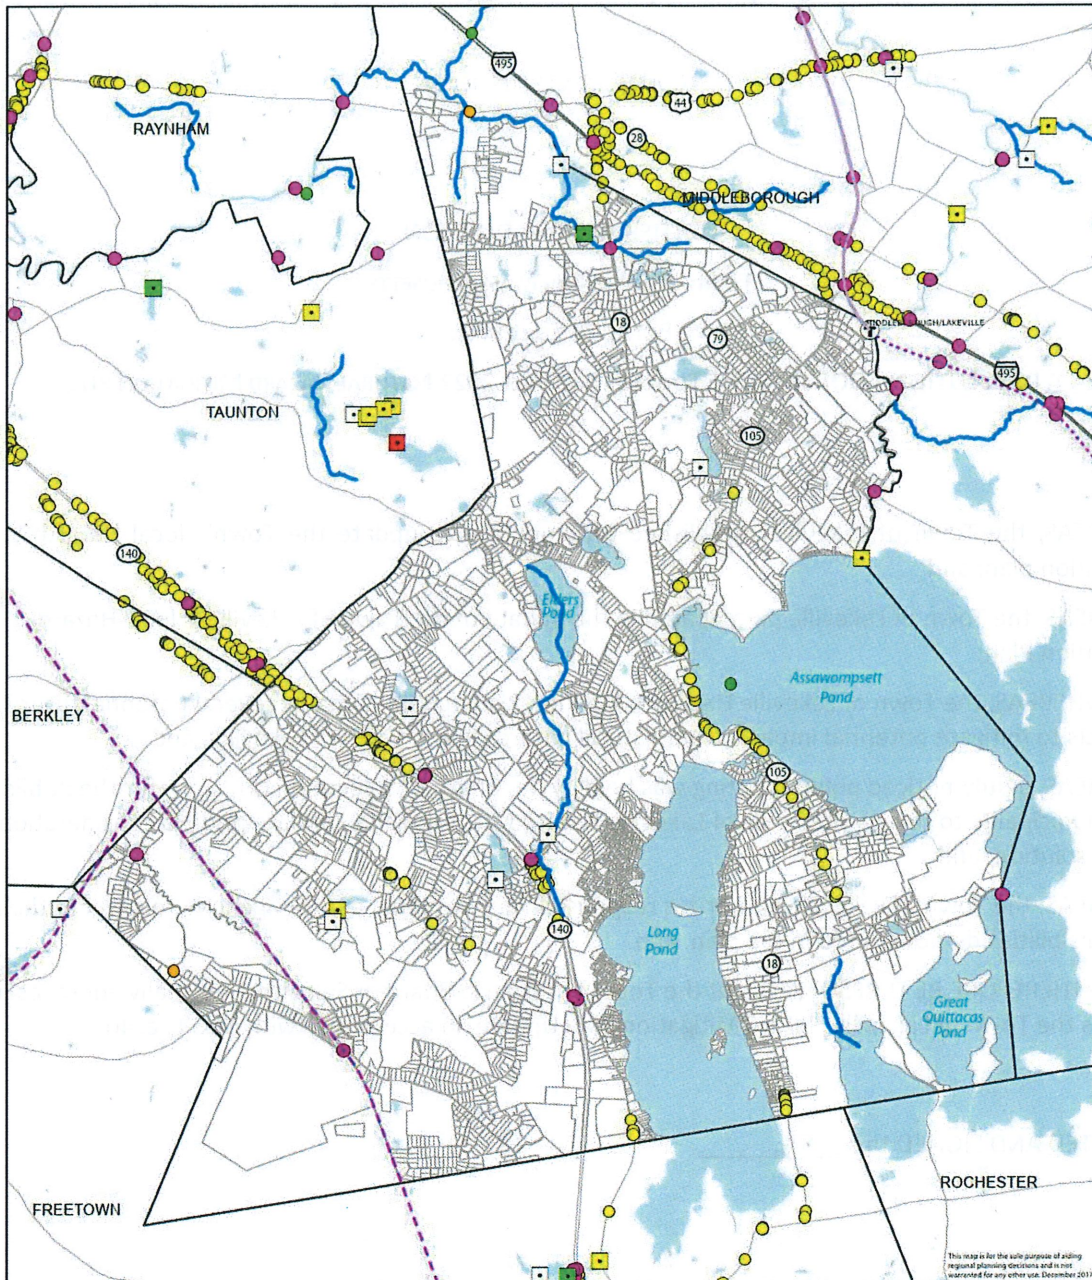 495
44
RAYNHAM
28
MIDDLEBOROUGH
18
79
MIDDLEBOROUGH/LAKEVILLE
495
TAUNTON
105
140
Elders
Pond
Assawompsett
Pond
BERKLEY
105
140
Long
Pond
18
Great
Quittacas
Pond
FREETOWN
ROCHESTER
This map is for the sole purpose of aiding
regional planning decisions and is not
warranted for any other use. December